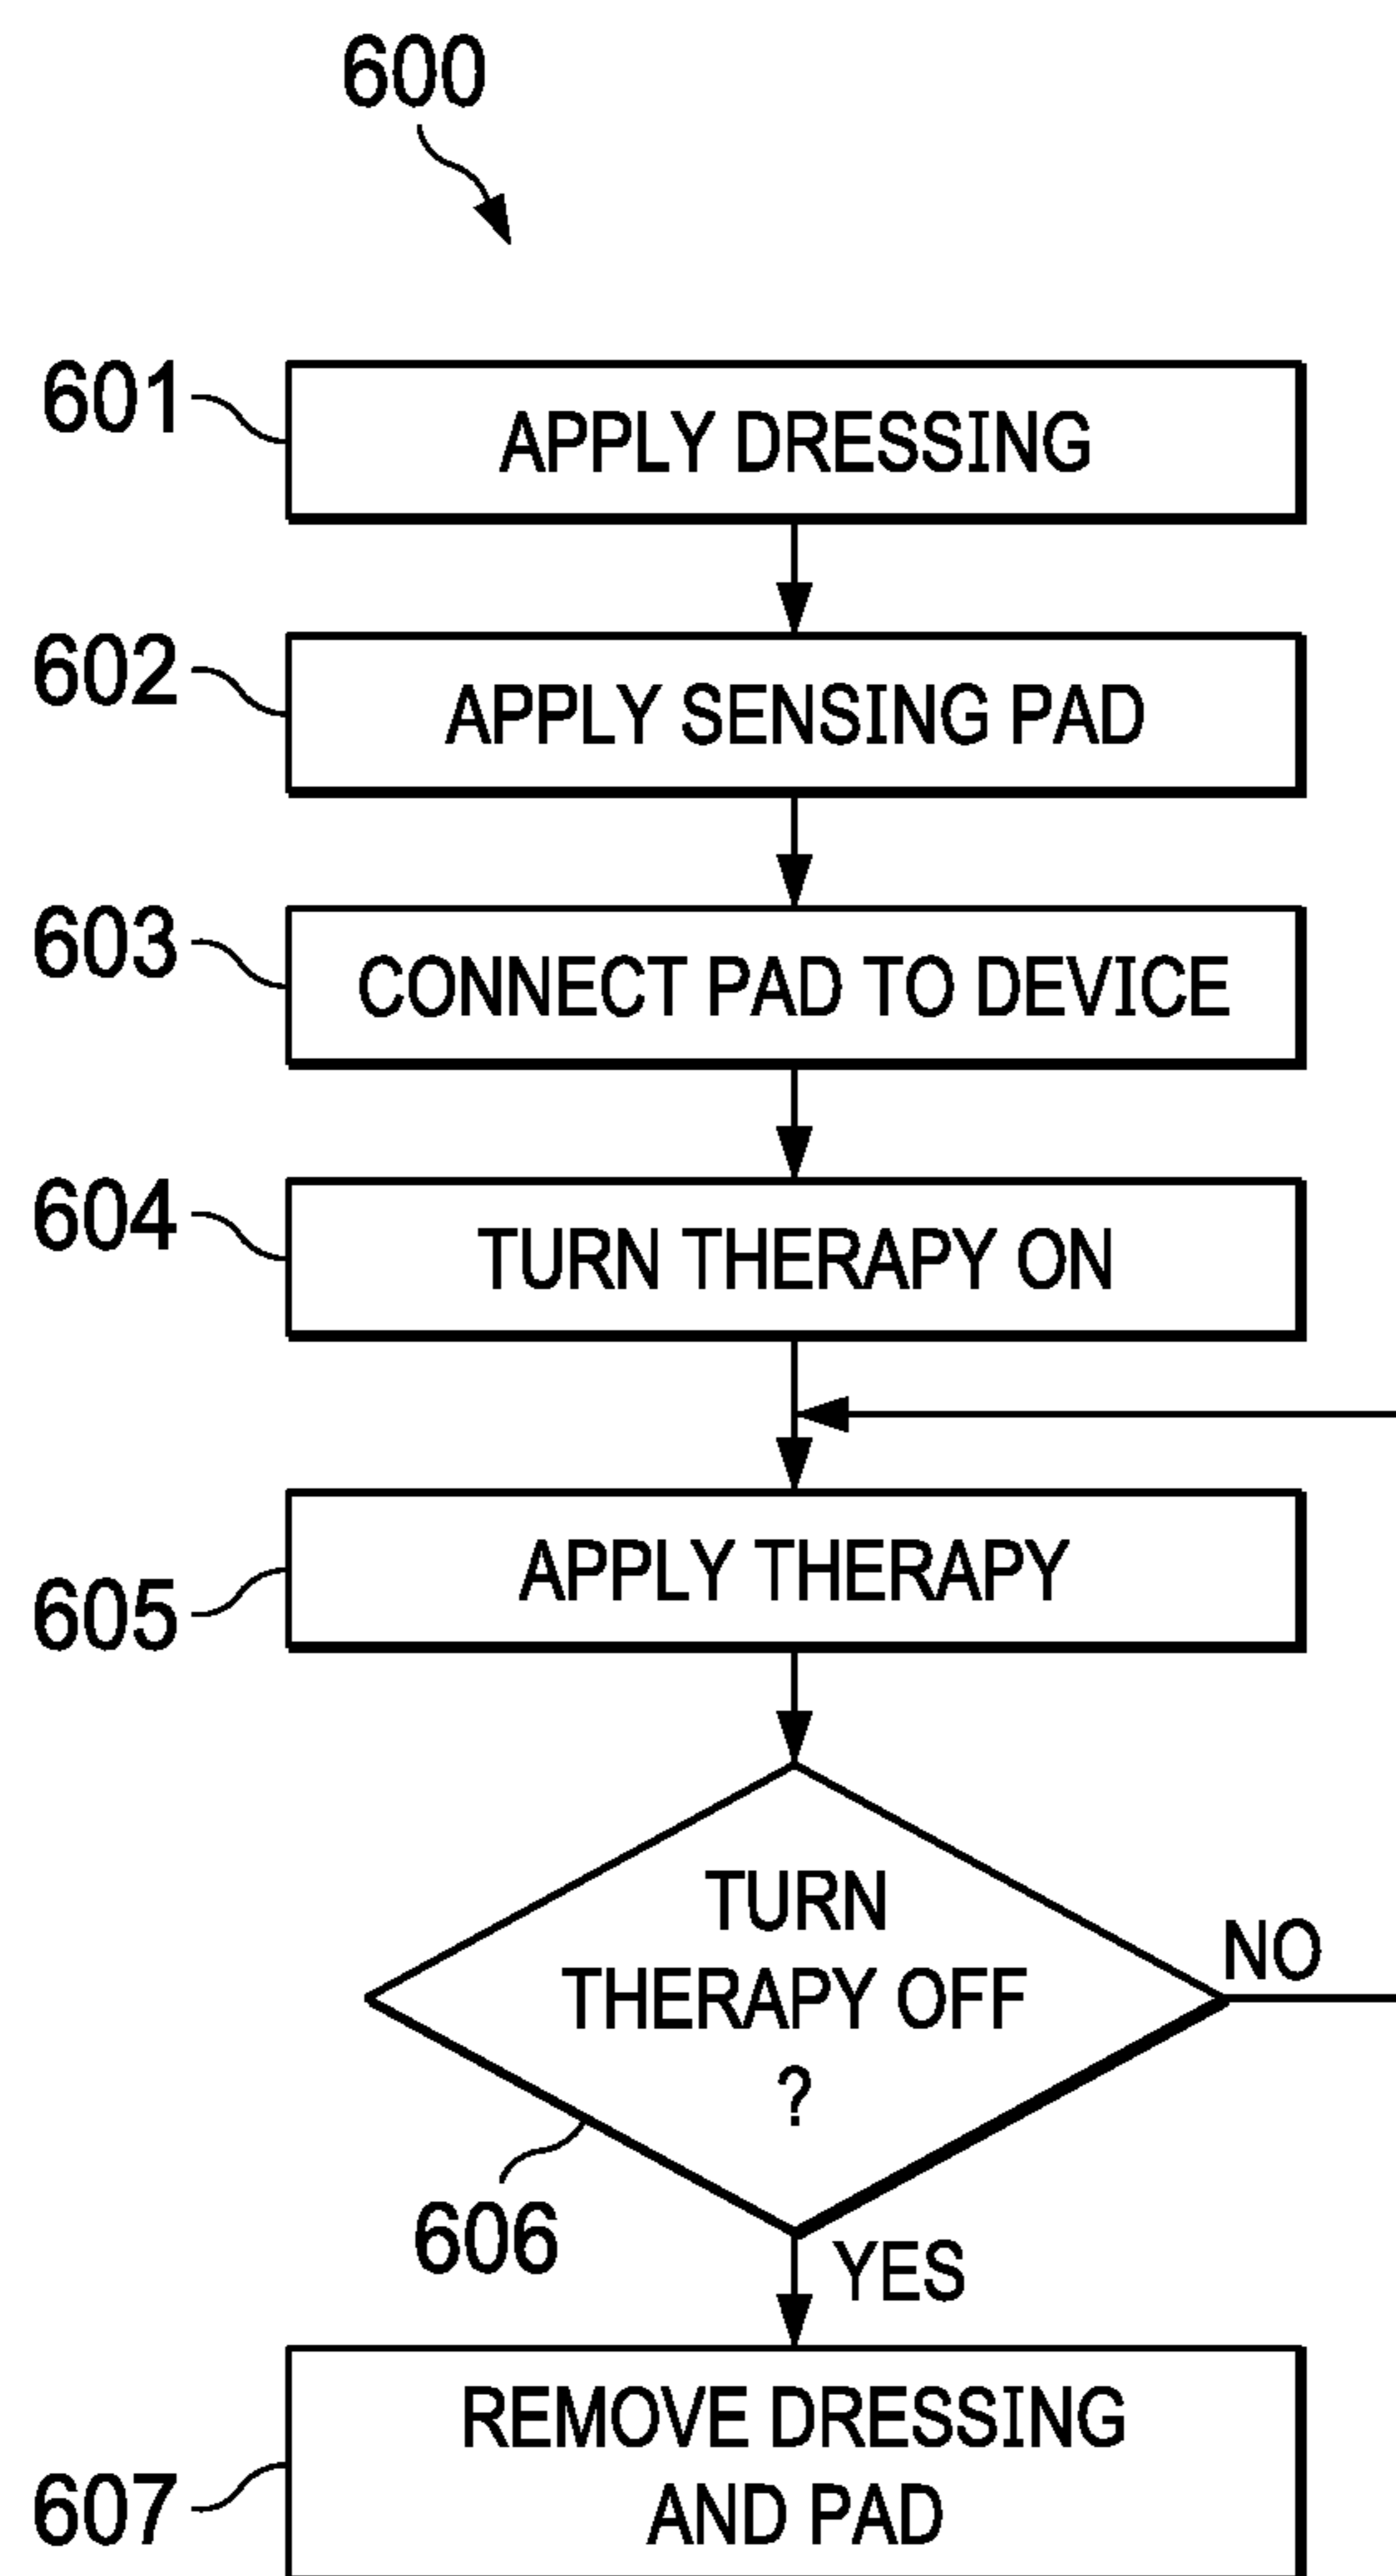 600
601
APPLY DRESSING
602
APPLY SENSING PAD
603
CONNECT PAD TO DEVICE
604
TURN THERAPY ON
605
APPLY THERAPY
TURN
THERAPY OFF
?
NO
606
YES
607
REMOVE DRESSING
AND PAD